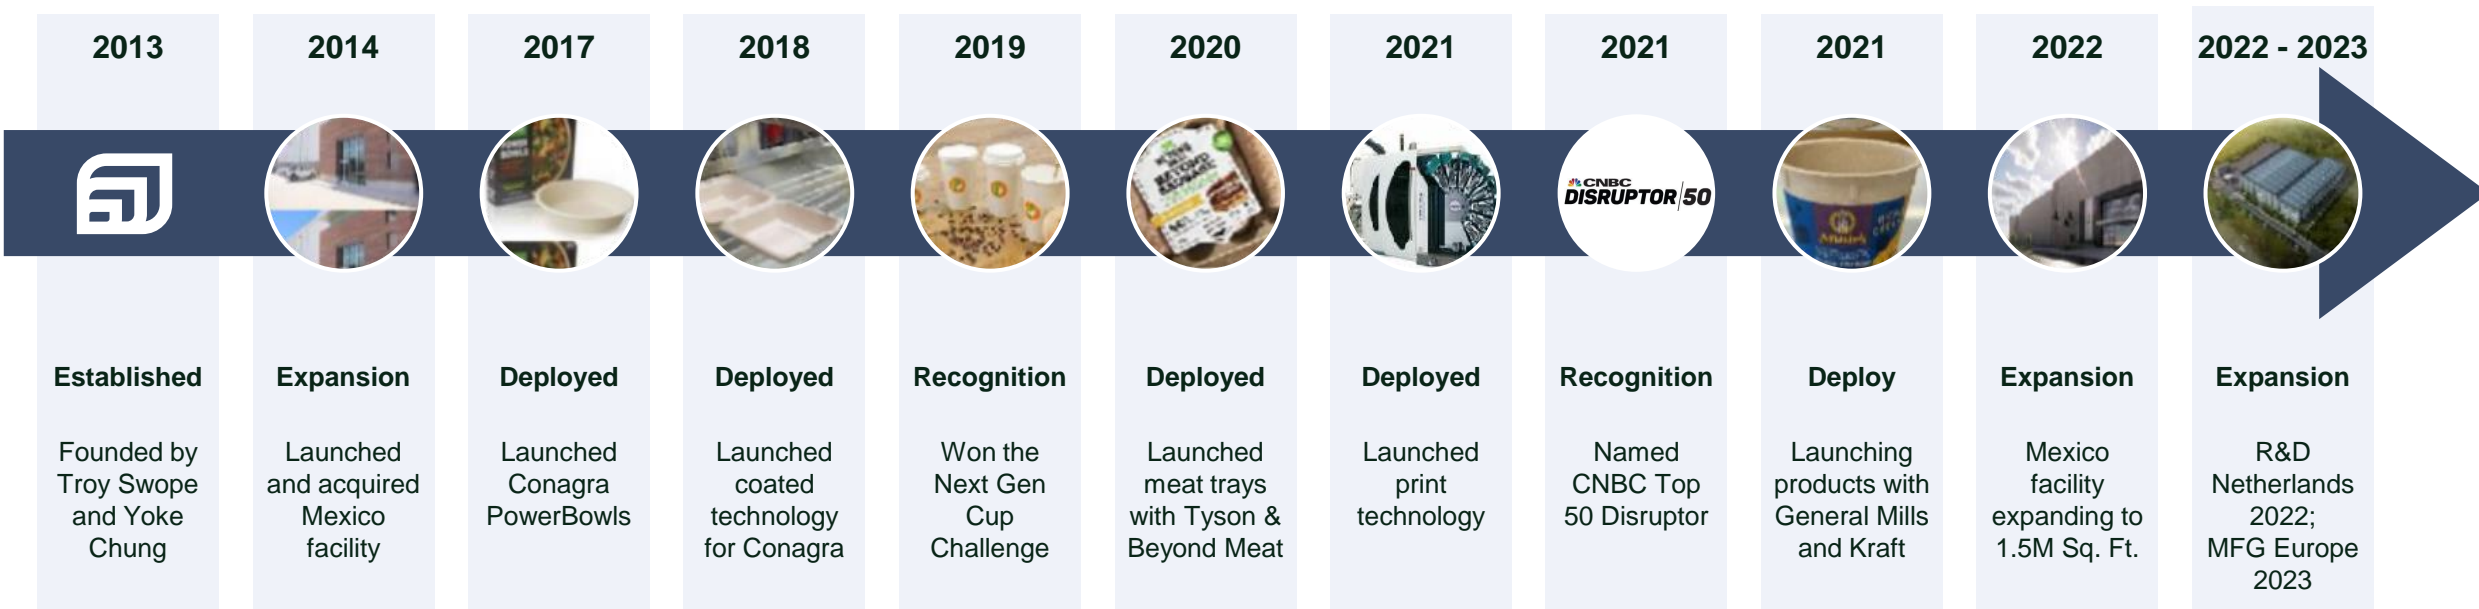 2013
2014
2017
2018
2019
2020
2021
2021
2021
2022
2022 - 2023
CNBC
DISRUPTOR/50
Annie's
Established
Founded by
Troy Swope
and Yoke
Chung
Expansion
Launched
and acquired
Mexico
facility
Deployed
Launched
Conagra
PowerBowls
Deployed
Launched
coated
technology
for Conagra
Recognition
Won the
Next Gen
Cup
Challenge
Deployed
Launched
meat trays
with Tyson &
Beyond Meat
Deployed
Launched
print
technology
Recognition
Named
CNBC Top
50 Disruptor
Deploy
Launching
products with
General Mills
and Kraft
Expansion
Mexico
facility
expanding to
1.5M Sq. Ft.
Expansion
R&D
Netherlands
2022;
MFG Europe
2023